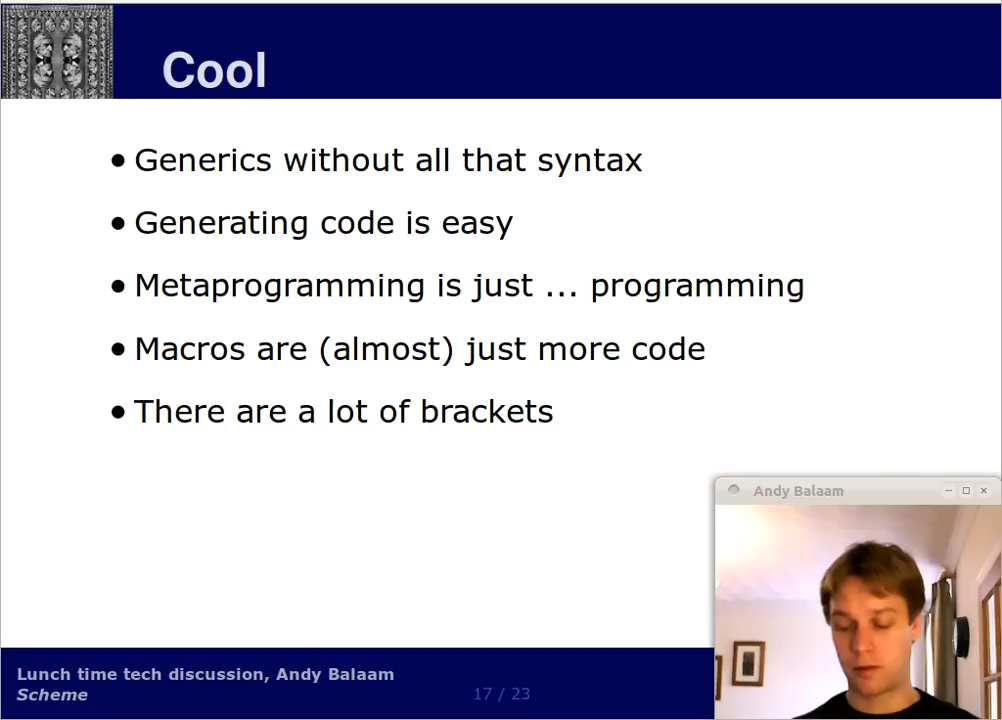 Cool
• Generics without all that syntax
• Generating code is easy
• Metaprogramming is just ... programming
• Macros are (almost) just more code
• There are a lot of brackets
Andy Balaam
Lunch time tech discussion, Andy Balaam
Scheme
17 / 23